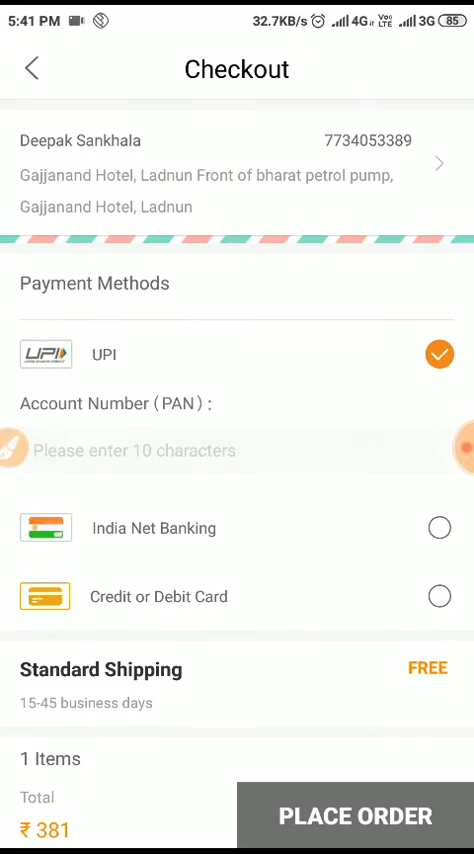 5:41 PM 32.7KB/s 4G Vo) LTE 3G 85
Checkout
Deepak Sankhala 7734053389
Gajjanand Hotel, Ladnun Front of bharat petrol pump,
Gajjanand Hotel, Ladnun
Payment Methods
UPI UPI
Account Number (PAN) :
Please enter 10 characters
India Net Banking
Credit or Debit Card
Standard Shipping FREE
15-45 business days
1 Items
Total
₹ 381
PLACE ORDER